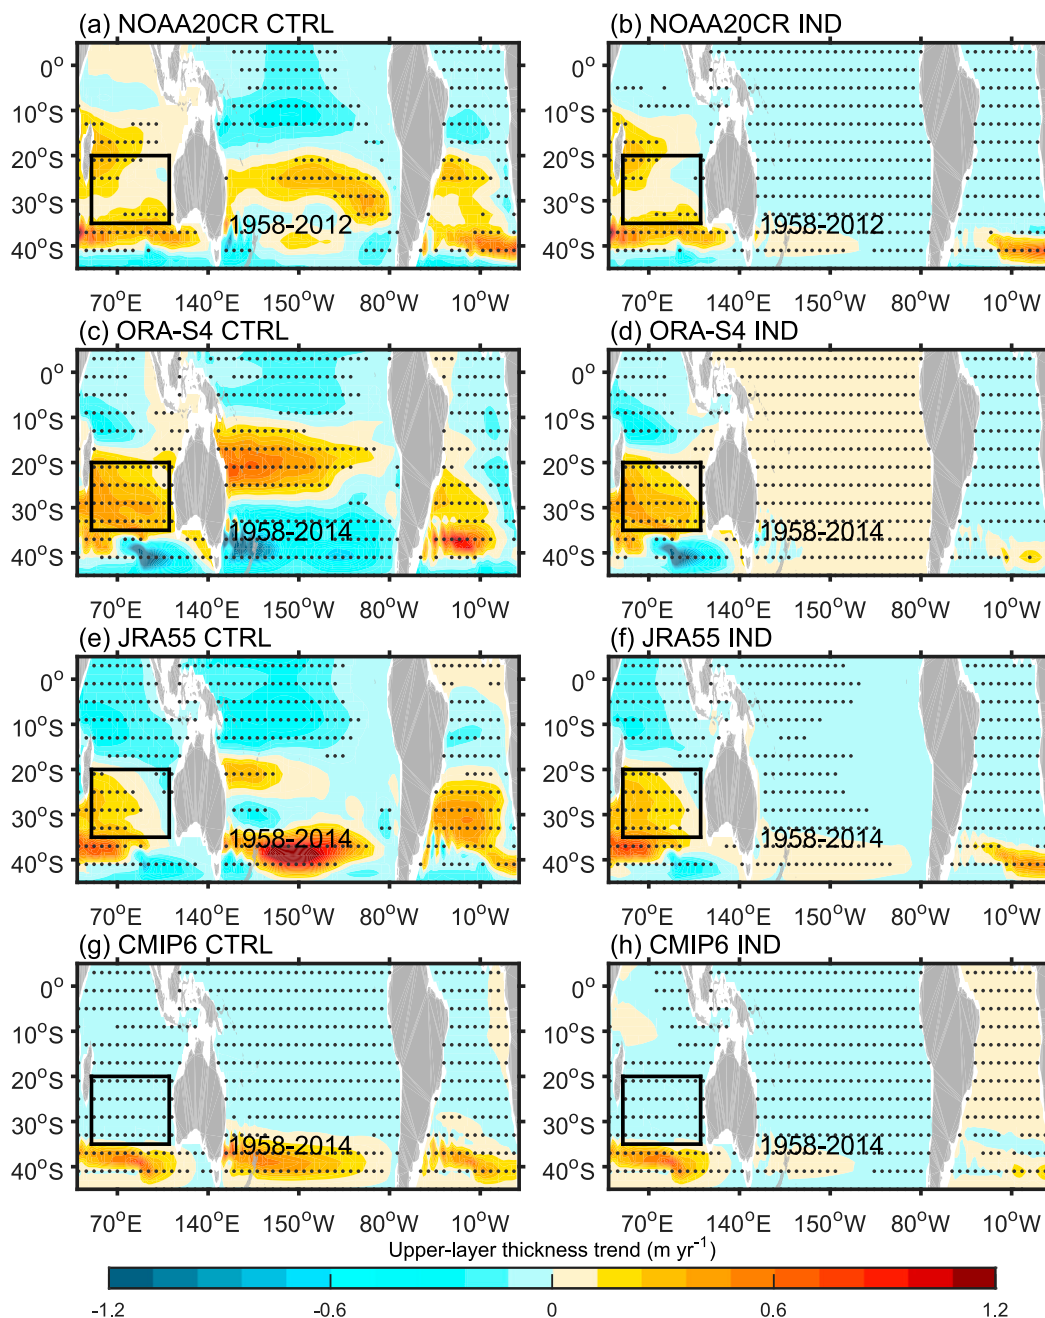 (a) NOAA20CR CTRL (b) NOAA20CR IND
0° 0°
10°S 10°S
20°S 20°S
30°S 30°S
1958-2012 1958-2012
40°S 40°S
70°E 140°E 150°W 80°W 10°W 70°E 140°E 150°W 80°W 10°W
(c) ORA-S4 CTRL (d) ORA-S4 IND
0° 0°
10°S 10°S
20°S 20°S
30°S 30°S
1958-2014 1958-2014
40°S 40°S
70°E 140°E 150°W 80°W 10°W 70°E 140°E 150°W 80°W 10°W
(e) JRA55 CTRL (f) JRA55 IND
0° 0°
10°S 10°S
20°S 20°S
30°S 30°S
1958-2014 1958-2014
40°S 40°S
70°E 140°E 150°W 80°W 10°W 70°E 140°E 150°W 80°W 10°W
(g) CMIP6 CTRL (h) CMIP6 IND
0° 0°
10°S 10°S
20°S 20°S
30°S 30°S
1958-2014 1958-2014
40°S 40°S
70°E 140°E 150°W 80°W 10°W 70°E 140°E 150°W 80°W 10°W
Upper-layer thickness trend (m yr⁻¹)
-1.2 -0.6 0 0.6 1.2